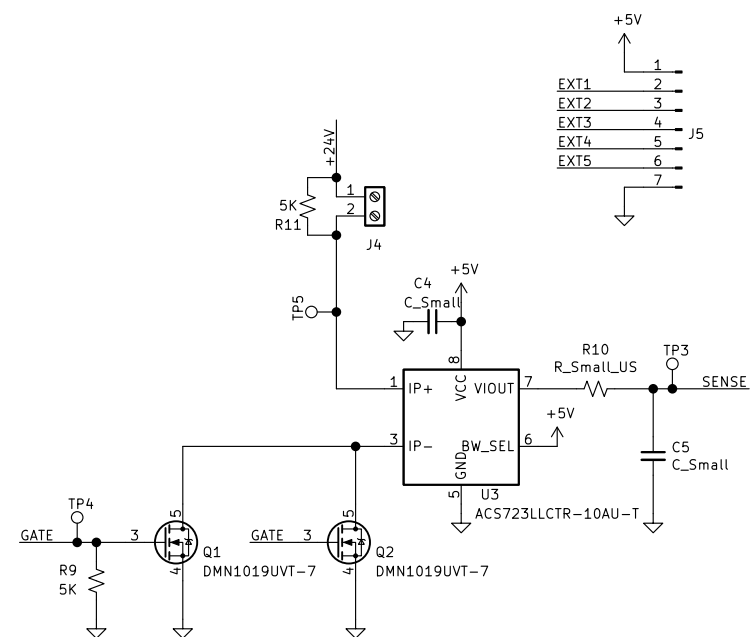 +5V
1
EXT1 2
EXT2 3
EXT3 4
EXT4 5
EXT5 6
7
J5
+24V
1
2
5K
R11
J4
TP5
C4
C_Small
+5V
8
VCC
1 IP+
VIOUT 7
3 IP-
BW_SEL 6
GND
5
U3
ACS723LLCTR-10AU-T
+5V
R10
R_Small_US
TP3
SENSE
C5
C_Small
TP4
GATE 3
5
4
Q1
DMN1019UVT-7
R9
5K
GATE 3
5
4
Q2
DMN1019UVT-7